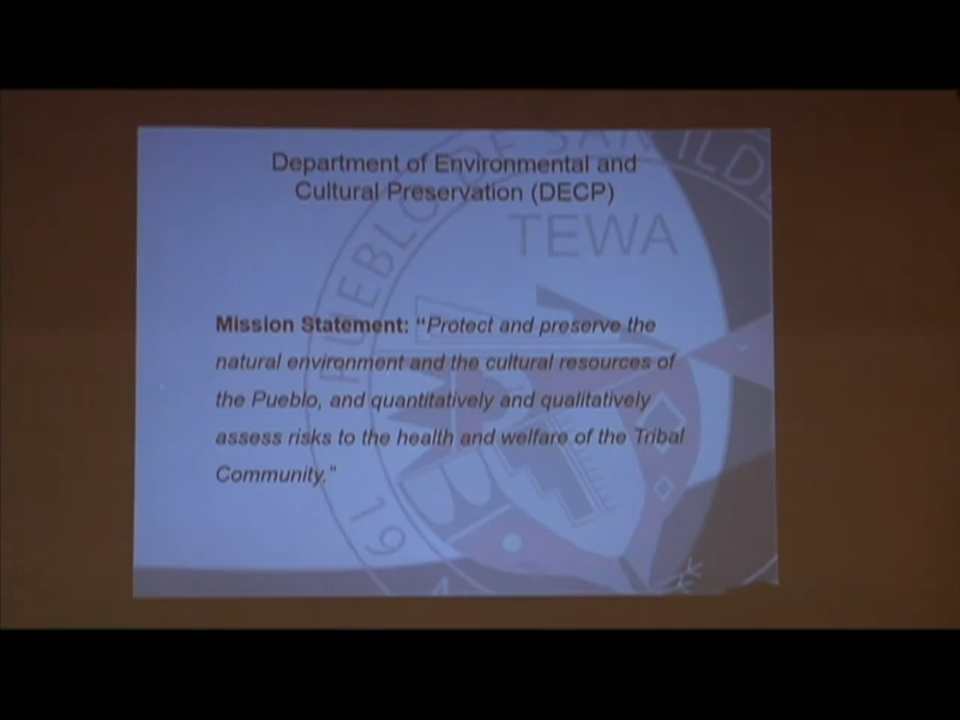 Department of Environmental and
Cultural Preservation (DECP)
PUEBLO DE SAN ILDE
TEWA
Mission Statement: “Protect and preserve the
natural environment and the cultural resources of
the Pueblo, and quantitatively and qualitatively
assess risks to the health and welfare of the Tribal
Community.”
19